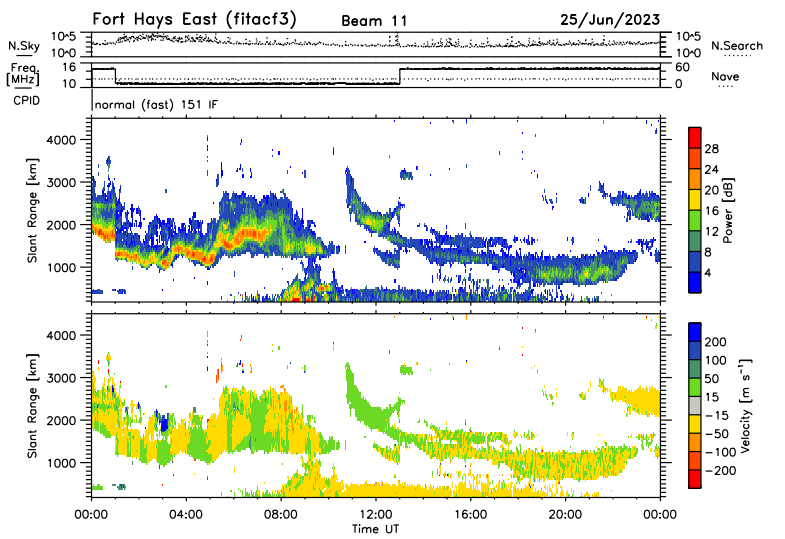 Fort Hays East (fitacf3) Beam 11 25/Jun/2023
N.Sky 10^5 10^0 10^5 10^0 N.Search
Freq. [MHz] 16 10 60 0 Nave
CPID normal (fast) 151 IF
Slant Range [km] 4000 3000 2000 1000
Power [dB] 28 24 20 16 12 8 4
Slant Range [km] 4000 3000 2000 1000
Velocity [m s⁻¹] 200 100 50 15 −15 −50 −100 −200
00:00 04:00 08:00 12:00 16:00 20:00 00:00
Time UT